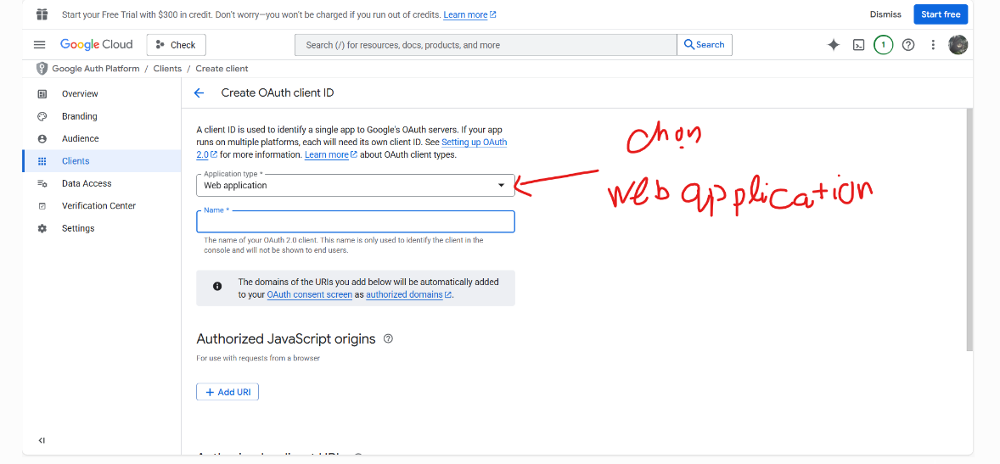 Start your Free Trial with $300 in credit. Don't worry—you won't be charged if you run out of credits. Learn more
Dismiss
Start free
Google Cloud
Check
Search (/) for resources, docs, products, and more
Search
1
Google Auth Platform / Clients / Create client
Overview
Branding
Audience
Clients
Data Access
Verification Center
Settings
Create OAuth client ID
A client ID is used to identify a single app to Google's OAuth servers. If your app
runs on multiple platforms, each will need its own client ID. See Setting up OAuth
2.0 for more information. Learn more about OAuth client types.
Application type *
Web application
Name *
The name of your OAuth 2.0 client. This name is only used to identify the client in the
console and will not be shown to end users.
The domains of the URIs you add below will be automatically added
to your OAuth consent screen as authorized domains.
Authorized JavaScript origins
For use with requests from a browser
+ Add URI
chọn
Web application